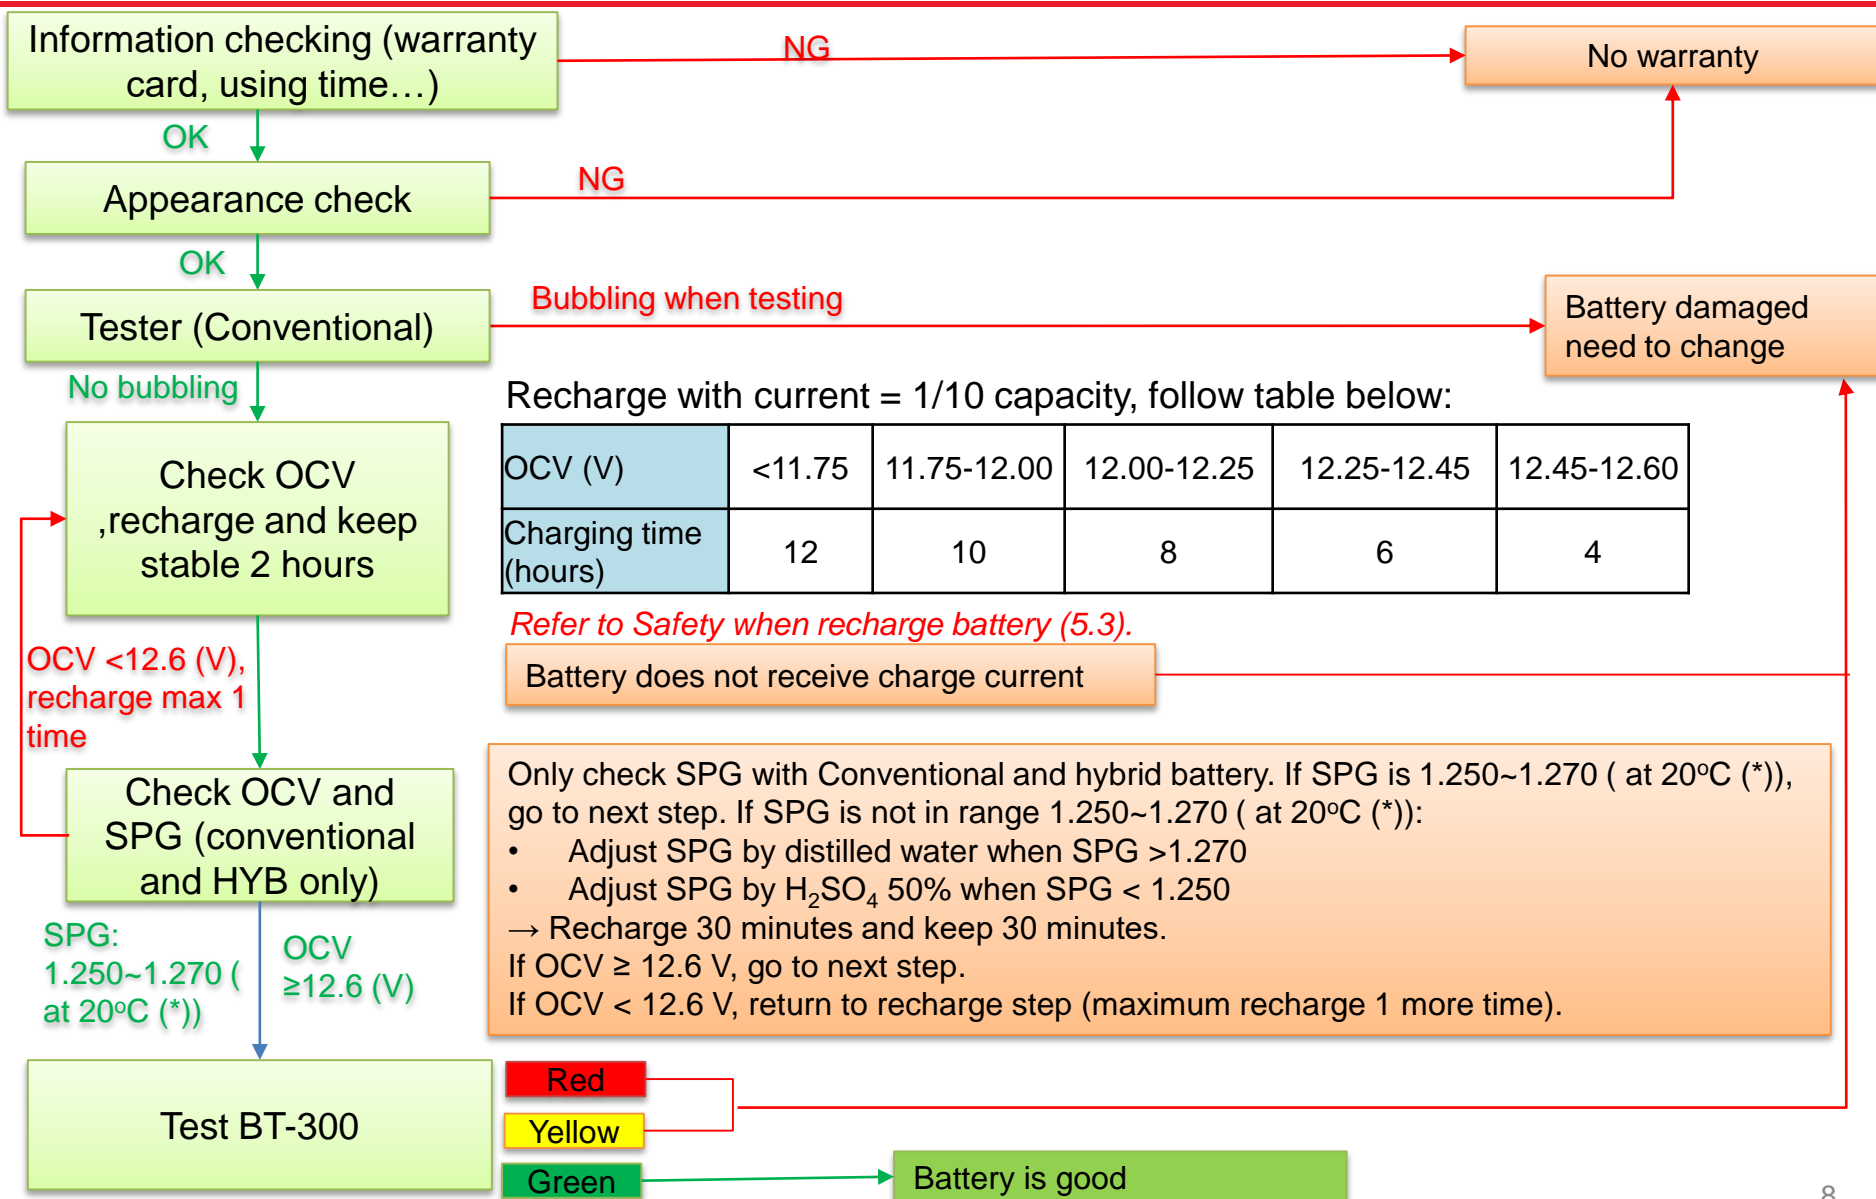 Information checking (warranty
card, using time…)
NG
No warranty
OK
Appearance check
NG
OK
Tester (Conventional)
Bubbling when testing
Battery damaged
need to change
No bubbling
Recharge with current = 1/10 capacity, follow table below:
OCV (V) <11.75 11.75-12.00 12.00-12.25 12.25-12.45 12.45-12.60
Charging time
(hours) 12 10 8 6 4
Check OCV
,recharge and keep
stable 2 hours
Refer to Safety when recharge battery (5.3).
Battery does not receive charge current
OCV <12.6 (V),
recharge max 1
time
Check OCV and
SPG (conventional
and HYB only)
Only check SPG with Conventional and hybrid battery. If SPG is 1.250~1.270 ( at 20ºC (*)),
go to next step. If SPG is not in range 1.250~1.270 ( at 20ºC (*)):
• Adjust SPG by distilled water when SPG >1.270
• Adjust SPG by H₂SO₄ 50% when SPG < 1.250
→ Recharge 30 minutes and keep 30 minutes.
If OCV ≥ 12.6 V, go to next step.
If OCV < 12.6 V, return to recharge step (maximum recharge 1 more time).
SPG:
1.250~1.270 (
at 20ºC (*))
OCV
≥12.6 (V)
Test BT-300
Red
Yellow
Green
Battery is good
8